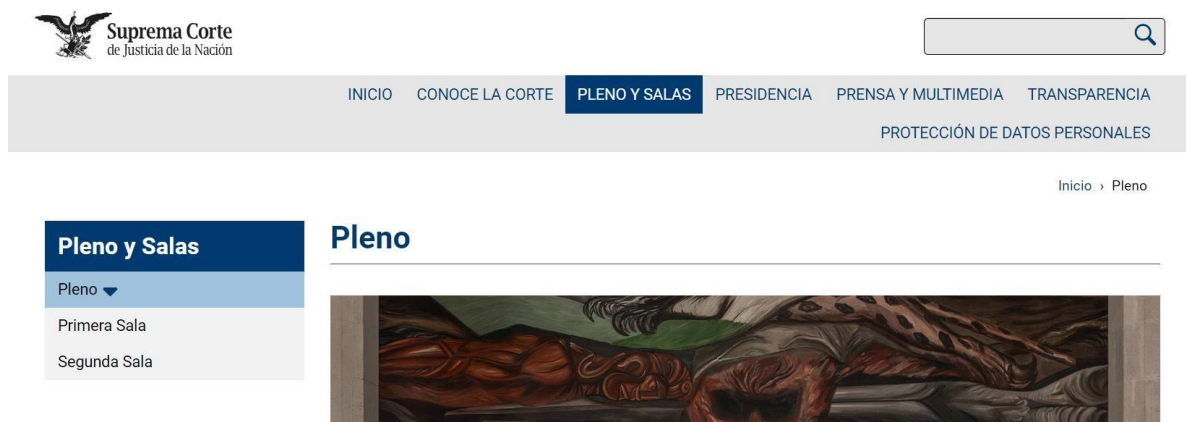 Suprema Corte
de Justicia de la Nación
INICIO CONOCE LA CORTE PLENO Y SALAS PRESIDENCIA PRENSA Y MULTIMEDIA TRANSPARENCIA
PROTECCIÓN DE DATOS PERSONALES
Inicio › Pleno
Pleno y Salas
Pleno
Primera Sala
Segunda Sala
Pleno